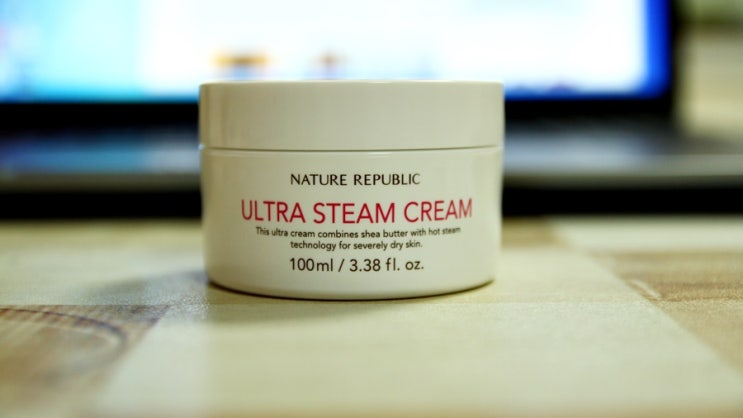 NATURE REPUBLIC
ULTRA STEAM CREAM
This ultra cream combines shea butter with hot steam
technology for severely dry skin.
100ml / 3.38 fl. oz.